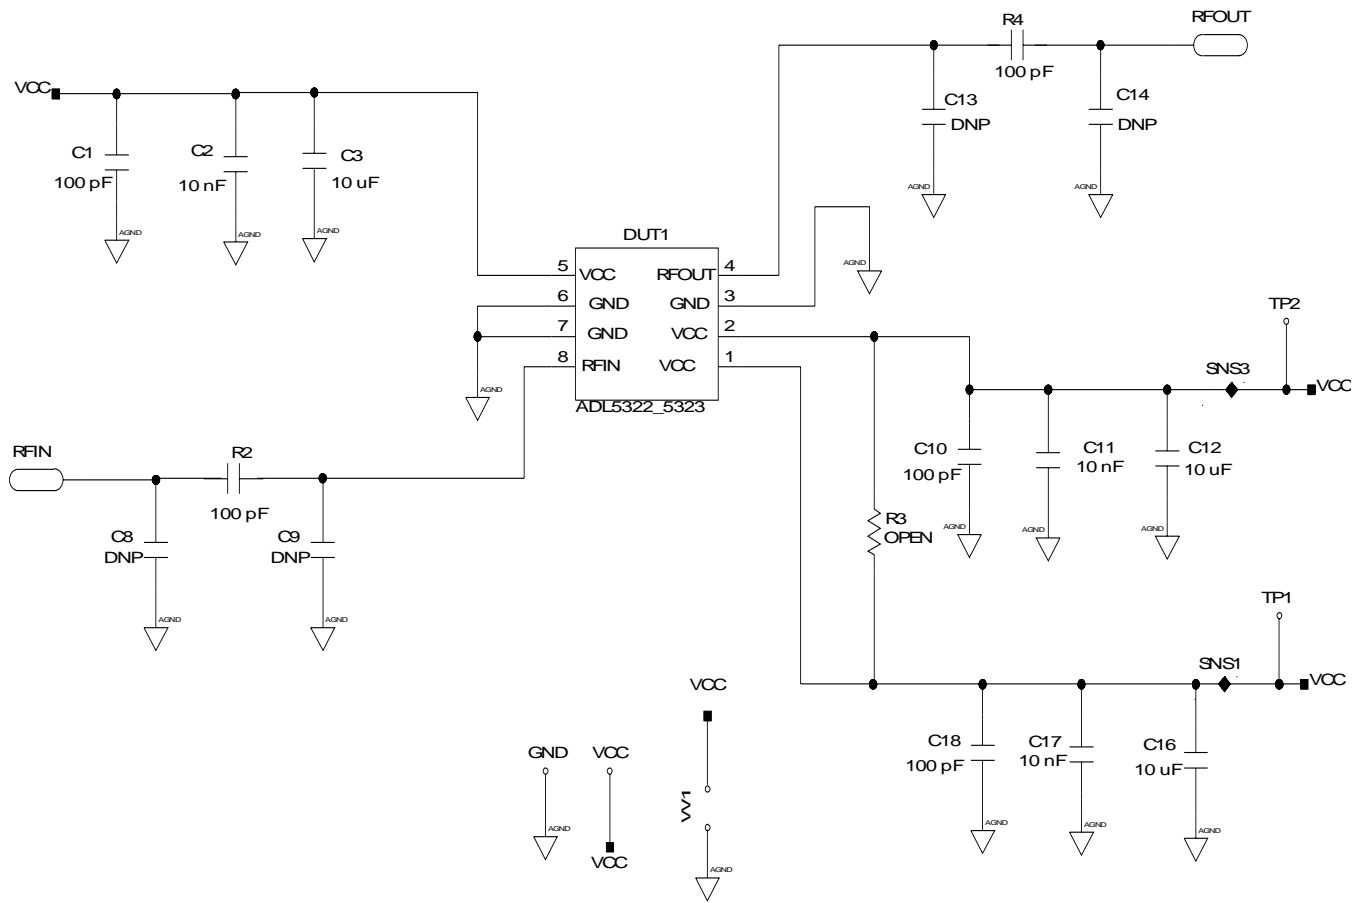 R4
RFOUT
100 pF
C13
DNP
C14
DNP
AGND
AGND
VCC
C1
100 pF
C2
10 nF
C3
10 uF
AGND
AGND
AGND
DUT1
5
VCC
RFOUT
4
6
GND
GND
3
7
GND
VCC
2
8
RFIN
VCC
1
ADL5322_5323
AGND
AGND
TP2
SNS3
VCC
C10
100 pF
C11
10 nF
C12
10 uF
AGND
AGND
AGND
RFIN
R2
100 pF
C8
DNP
C9
DNP
AGND
AGND
R3
OPEN
TP1
SNS1
VCC
C18
100 pF
C17
10 nF
C16
10 uF
AGND
AGND
AGND
GND
AGND
VCC
VCC
VCC
W1
AGND